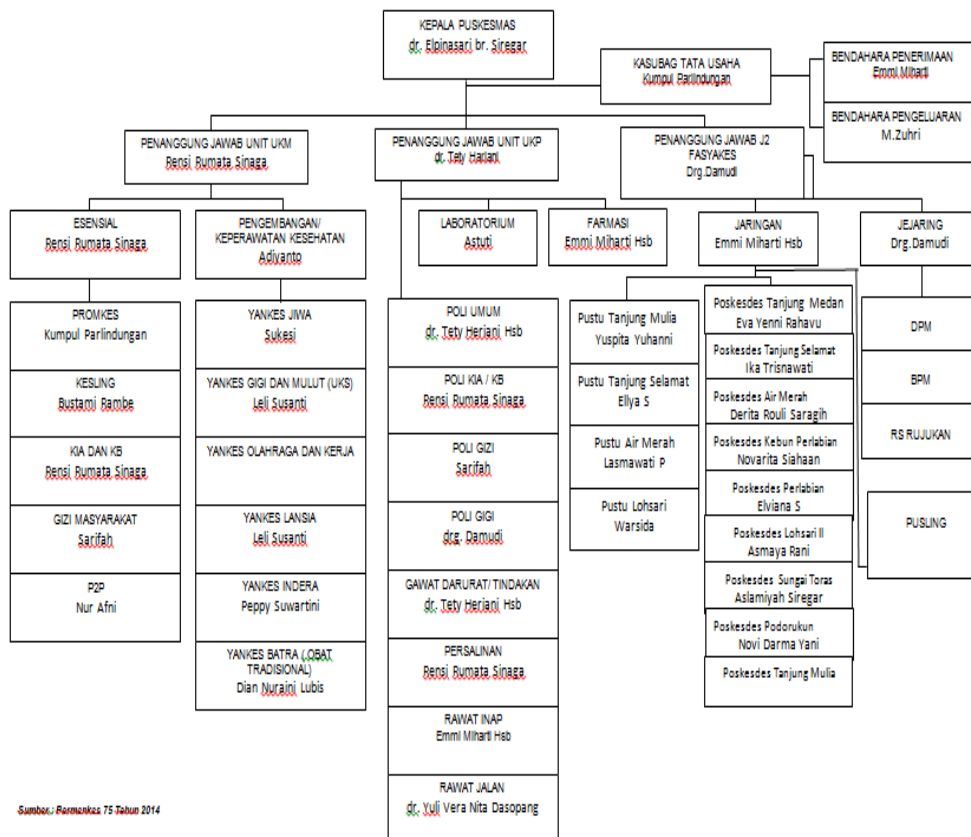 KEPALA PUSKESMAS
dr. Elpinasari br. Siregar
KASUBAG TATA USAHA
Kumpul Parlindungan
BENDAHARA PENERIMAAN
Emmi Miharti
BENDAHARA PENGELUARAN
M.Zuhri
PENANGGUNG JAWAB UNIT UKM
Rensi Rumata Sinaga
PENANGGUNG JAWAB UNIT UKP
dr. Tety Hariani
PENANGGUNG JAWAB J2
FASYAKES
Drg.Damudi
ESENSIAL
Rensi Rumata Sinaga
PENGEMBANGAN/
KEPERAWATAN KESEHATAN
Adiyanto
LABORATORIUM
Astuti
FARMASI
Emmi Miharti Hsb
JARINGAN
Emmi Miharti Hsb
JEJARING
Drg.Damudi
PROMKES
Kumpul Parlindungan
KESLING
Bustami Rambe
KIA DAN KB
Rensi Rumata Sinaga
GIZI MASYARAKAT
Sarifah
P2P
Nur Afni
YANKES JIWA
Sukesi
YANKES GIGI DAN MULUT (UKS)
Leli Susanti
YANKES OLAHRAGA DAN KERJA
YANKES LANSIA
Leli Susanti
YANKES INDERA
Peppy Suwartini
YANKES BATRA ( OBAT
TRADISIONAL)
Dian Nuraini Lubis
POLI UMUM
dr. Tety Heriani Hsb
POLI KIA / KB
Rensi Rumata Sinaga
POLI GIZI
Sarifah
POLI GIGI
drg. Damudi
GAWAT DARURAT/ TINDAKAN
dr. Tety Heriani Hsb
PERSALINAN
Rensi Rumata Sinaga
RAWAT INAP
Emmi Miharti Hsb
RAWAT JALAN
dr. Yuli Vera Nita Dasopang
Pustu Tanjung Mulia
Yuspita Yuhanni
Pustu Tanjung Selamat
Ellya S
Pustu Air Merah
Lasmawati P
Pustu Lohsari
Warsida
Poskesdes Tanjung Medan
Eva Yenni Rahavu
Poskesdes Tanjung Selamat
Ika Trisnawati
Poskesdes Air Merah
Derita Rouli Saragih
Poskesdes Kebun Perlabian
Novarita Siahaan
Poskesdes Perlabian
Elviana S
Poskesdes Lohsari II
Asmaya Rani
Poskesdes Sungai Toras
Aslamiyah Siregar
Poskesdes Podorukun
Novi Darma Yani
Poskesdes Tanjung Mulia
DPM
BPM
RS RUJUKAN
PUSLING
Sumber : Permenkes 75 Tahun 2014